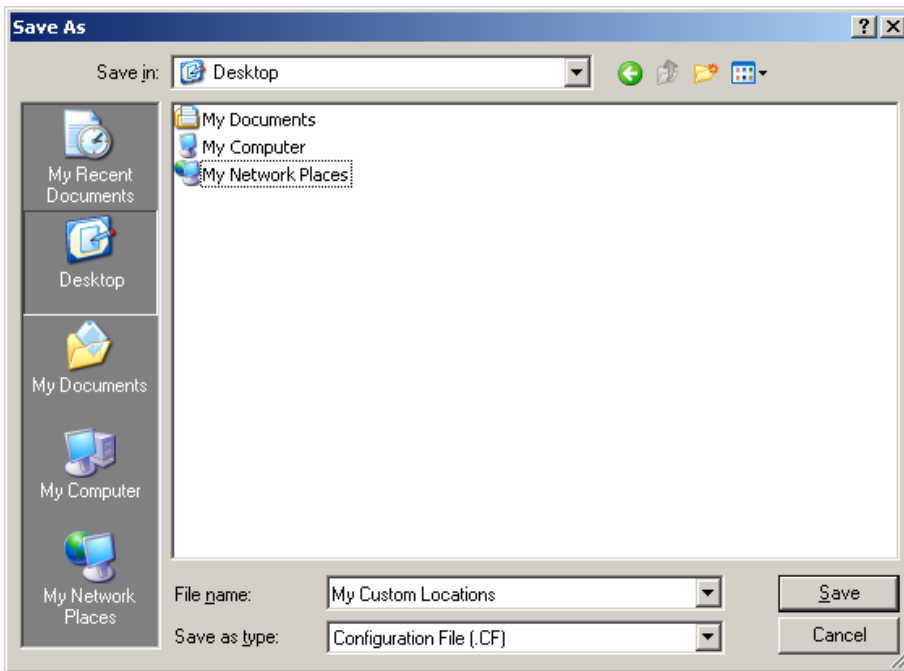 Save As
Save in:
Desktop
My Documents
My Computer
My Network Places
My Recent
Documents
Desktop
My Documents
My Computer
My Network
Places
File name:
My Custom Locations
Save
Save as type:
Configuration File (.CF)
Cancel